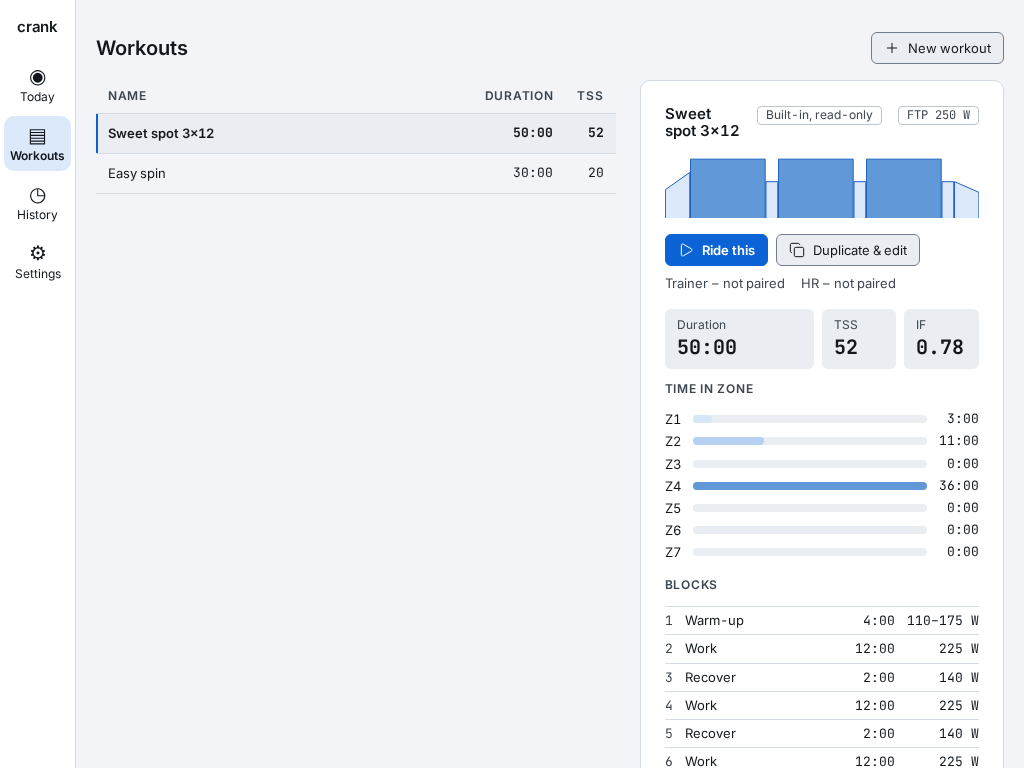 crank
Today
Workouts
History
Settings
Workouts
New workout
NAME DURATION TSS
Sweet spot 3×12 50:00 52
Easy spin 30:00 20
Sweet
spot 3×12
Built-in, read-only
FTP 250 W
Ride this
Duplicate & edit
Trainer – not paired HR – not paired
Duration
50:00
TSS
52
IF
0.78
TIME IN ZONE
Z1 3:00
Z2 11:00
Z3 0:00
Z4 36:00
Z5 0:00
Z6 0:00
Z7 0:00
BLOCKS
1 Warm-up 4:00 110–175 W
2 Work 12:00 225 W
3 Recover 2:00 140 W
4 Work 12:00 225 W
5 Recover 2:00 140 W
6 Work 12:00 225 W